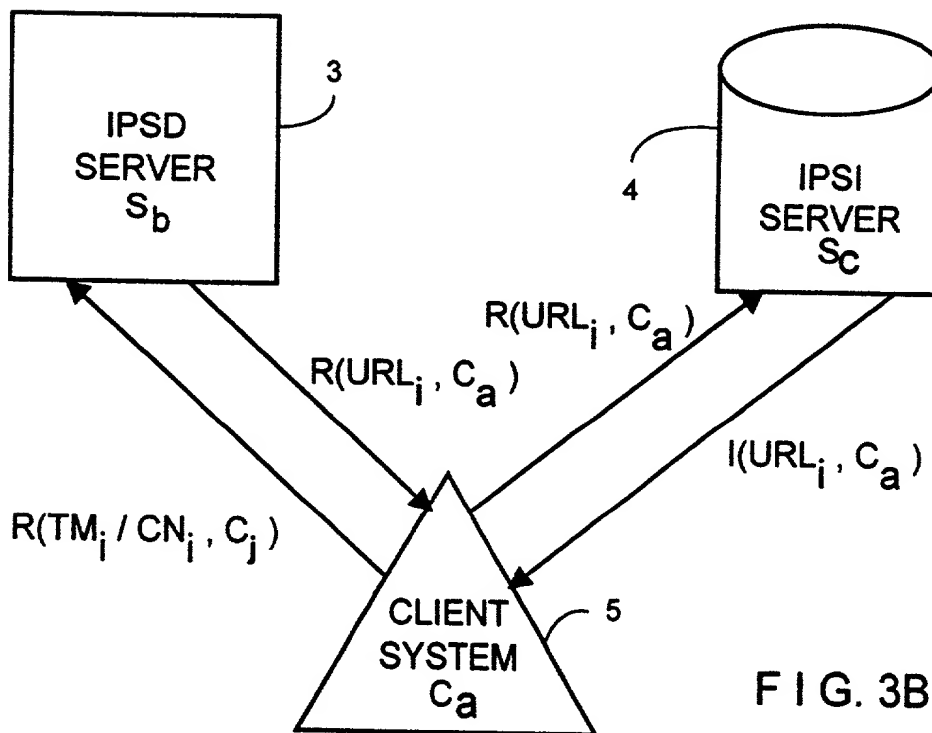 3
IPSD
SERVER
Sb
4
IPSI
SERVER
Sc
R(URLi , Ca )
R(URLi , Ca )
I(URLi , Ca )
R(TMi / CNi , Cj )
CLIENT
SYSTEM
Ca
5
F I G. 3B